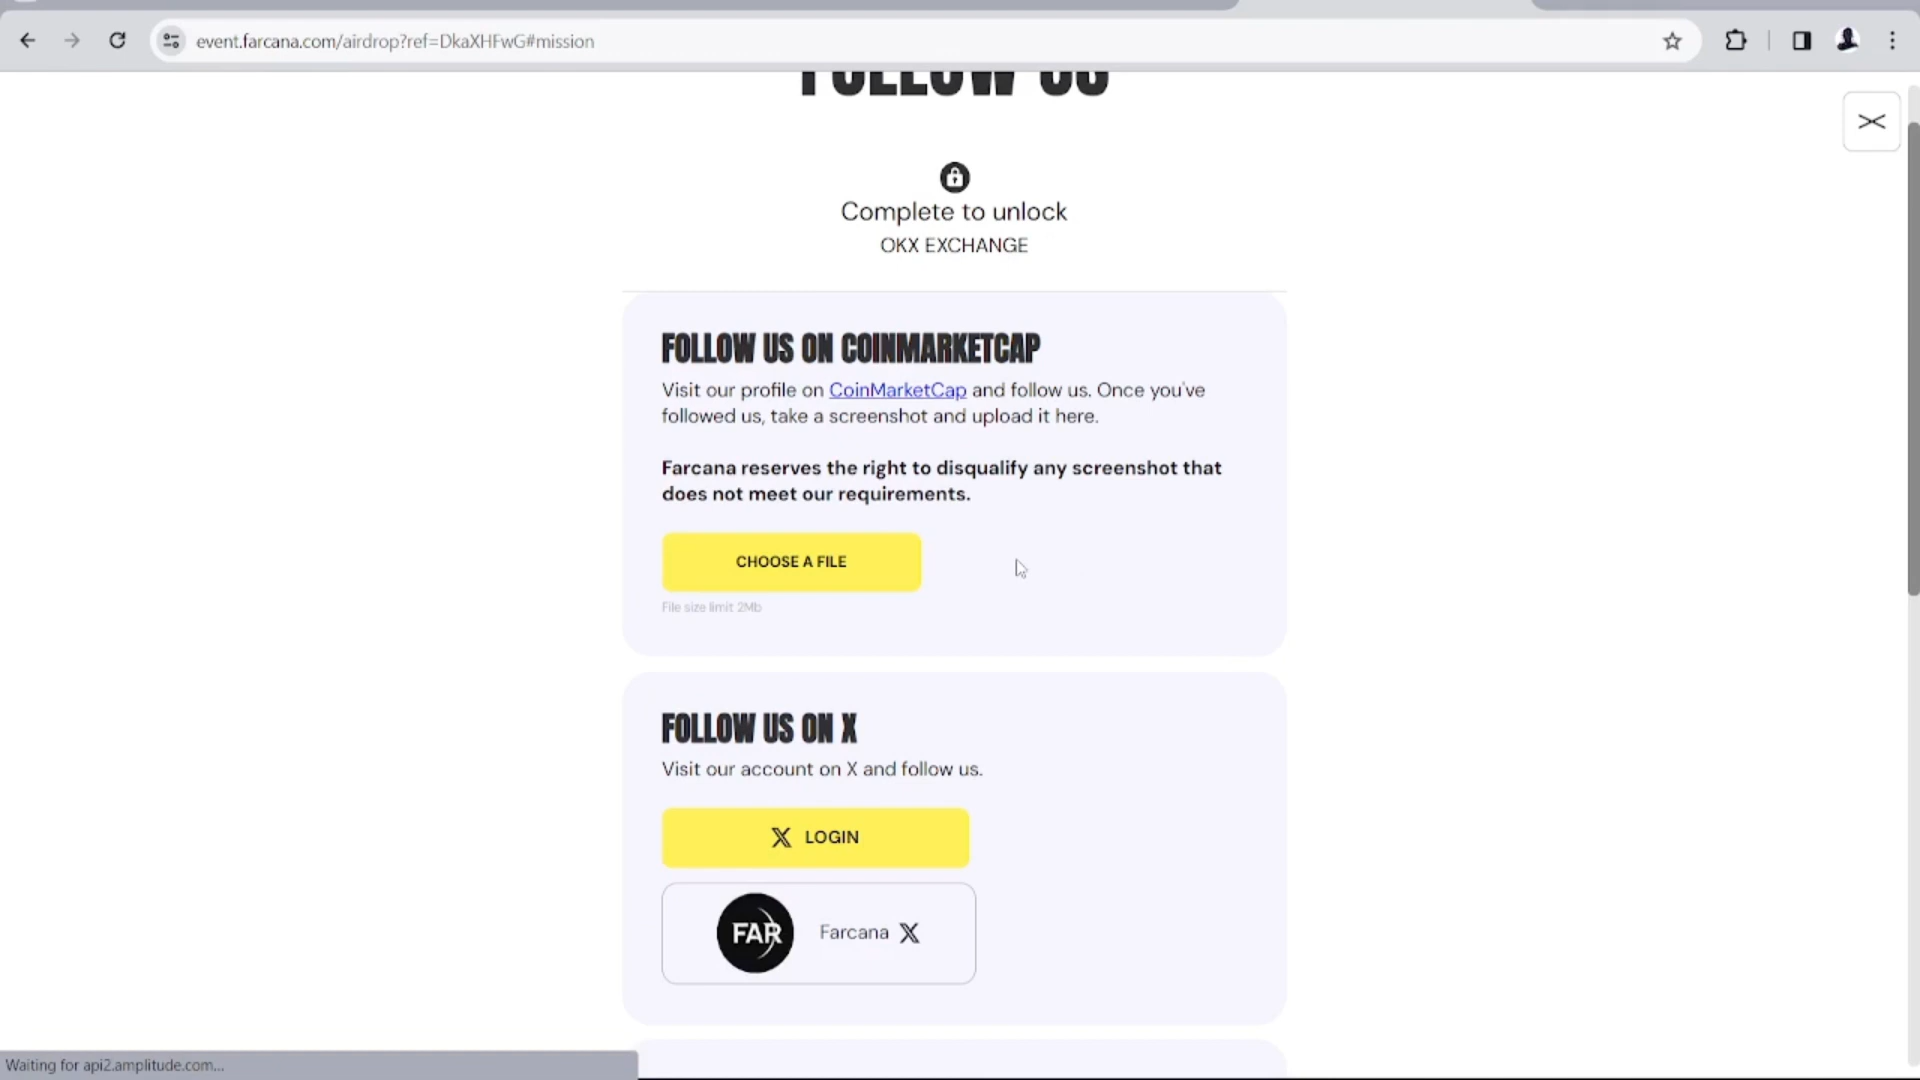 event.farcana.com/airdrop?ref=DkaXHFwG#mission
FOLLOW US
Complete to unlock
OKX EXCHANGE
FOLLOW US ON COINMARKETCAP
Visit our profile on CoinMarketCap and follow us. Once you've
followed us, take a screenshot and upload it here.
Farcana reserves the right to disqualify any screenshot that
does not meet our requirements.
CHOOSE A FILE
File size limit 2Mb
FOLLOW US ON X
Visit our account on X and follow us.
X LOGIN
FAR Farcana X
Waiting for api2.amplitude.com...